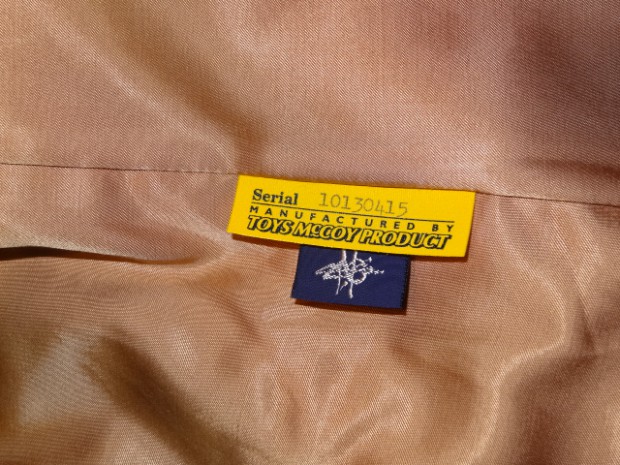 Serial 10130415
MANUFACTURED BY
TOYS McCOY PRODUCT